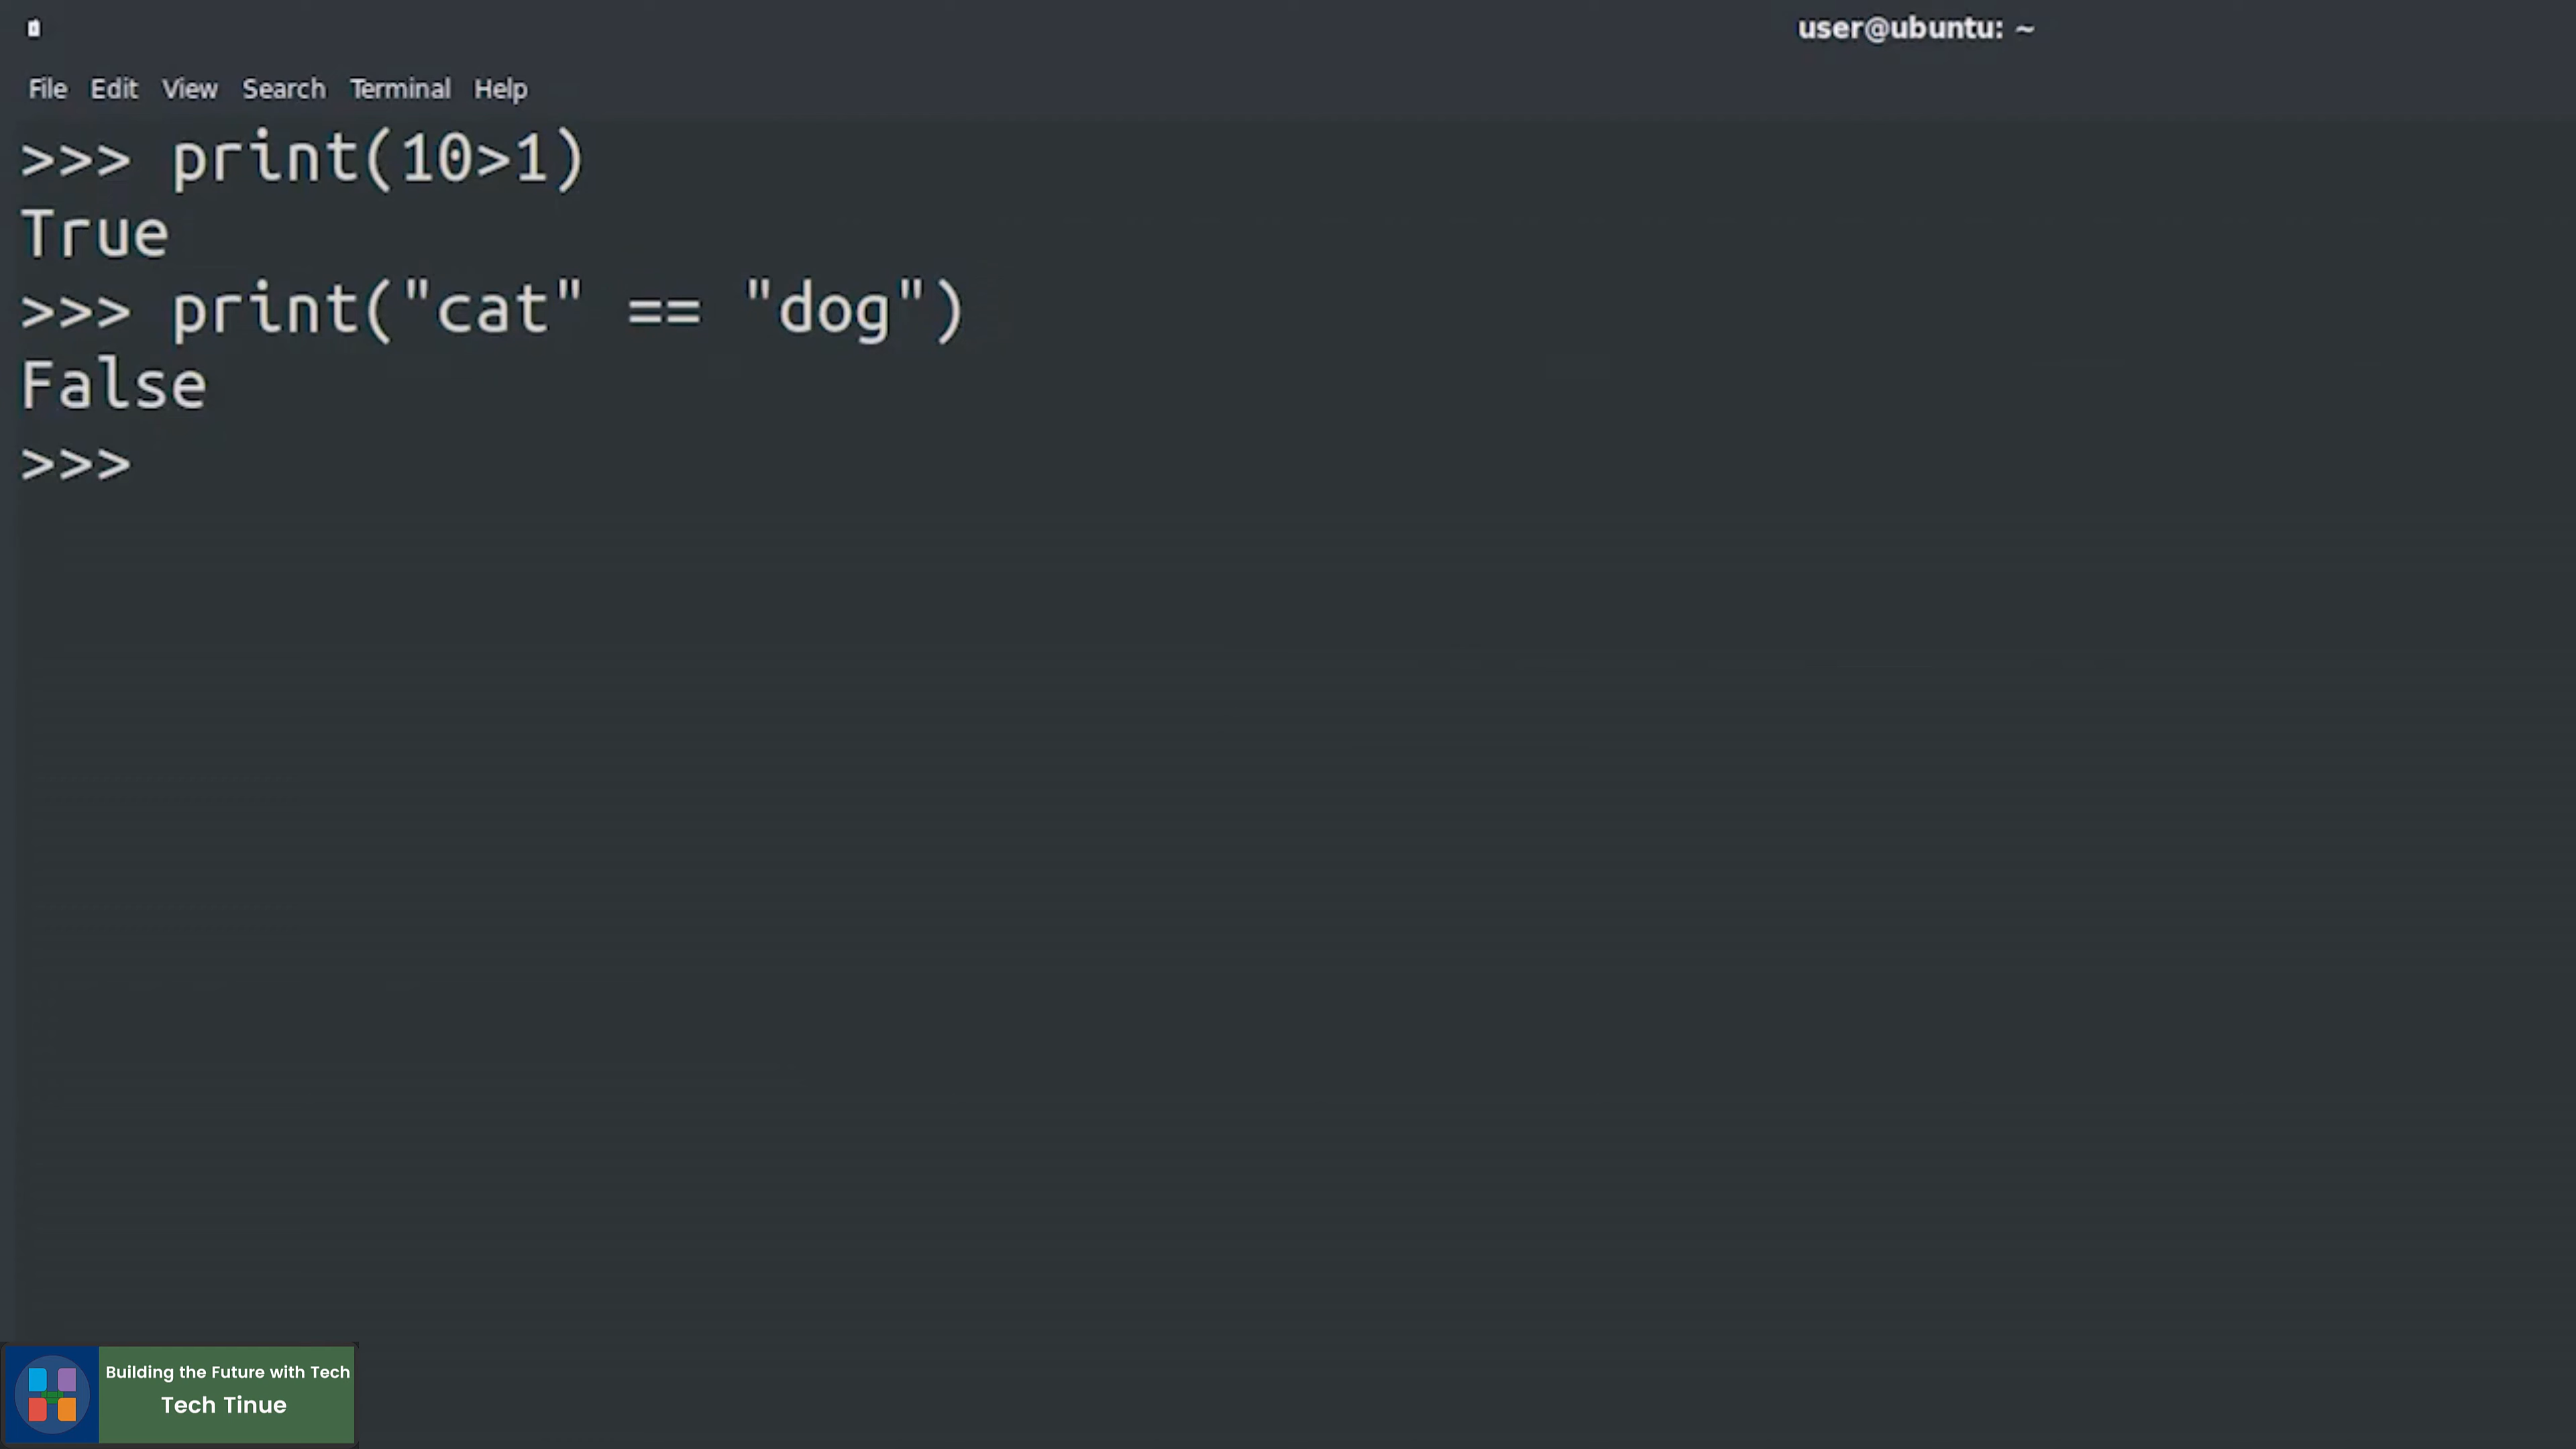 user@ubuntu: ~
File Edit View Search Terminal Help
>>> print(10>1)
True
>>> print("cat" == "dog")
False
>>>
Building the Future with Tech
Tech Tinue